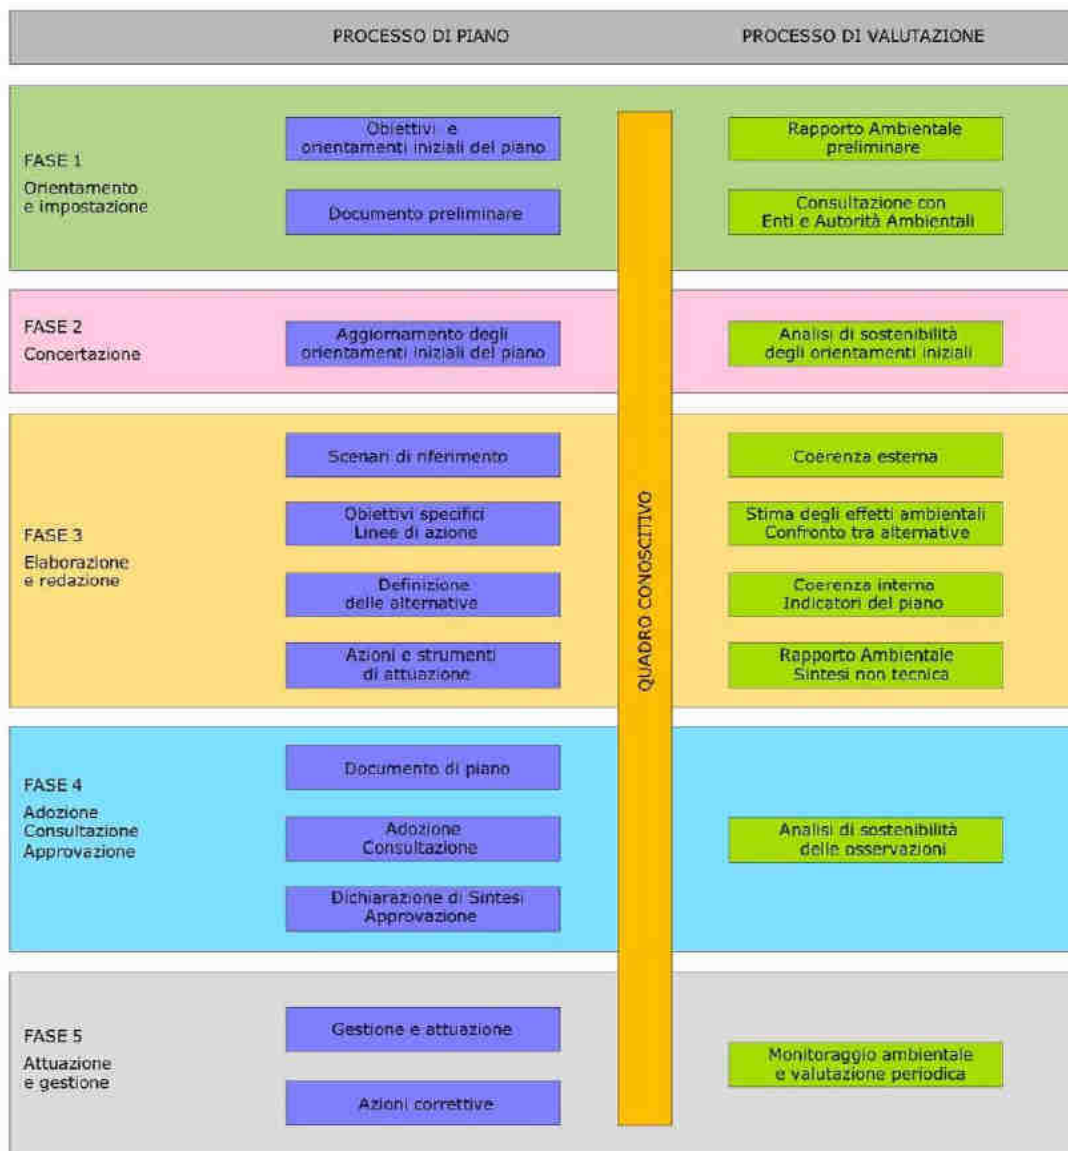 PROCESSO DI PIANO
PROCESSO DI VALUTAZIONE
FASE 1
Orientamento
e impostazione
Obiettivi e
orientamenti iniziali del piano
Documento preliminare
Rapporto Ambientale
preliminare
Consultazione con
Enti e Autorità Ambientali
FASE 2
Concertazione
Aggiornamento degli
orientamenti iniziali del piano
Analisi di sostenibilità
degli orientamenti iniziali
FASE 3
Elaborazione
e redazione
Scenari di riferimento
Obiettivi specifici
Linee di azione
Definizione
delle alternative
Azioni e strumenti
di attuazione
QUADRO CONOSCITIVO
Coerenza esterna
Stima degli effetti ambientali
Confronto tra alternative
Coerenza interna
Indicatori del piano
Rapporto Ambientale
Sintesi non tecnica
FASE 4
Adozione
Consultazione
Approvazione
Documento di piano
Adozione
Consultazione
Dichiarazione di Sintesi
Approvazione
Analisi di sostenibilità
delle osservazioni
FASE 5
Attuazione
e gestione
Gestione e attuazione
Azioni correttive
Monitoraggio ambientale
e valutazione periodica